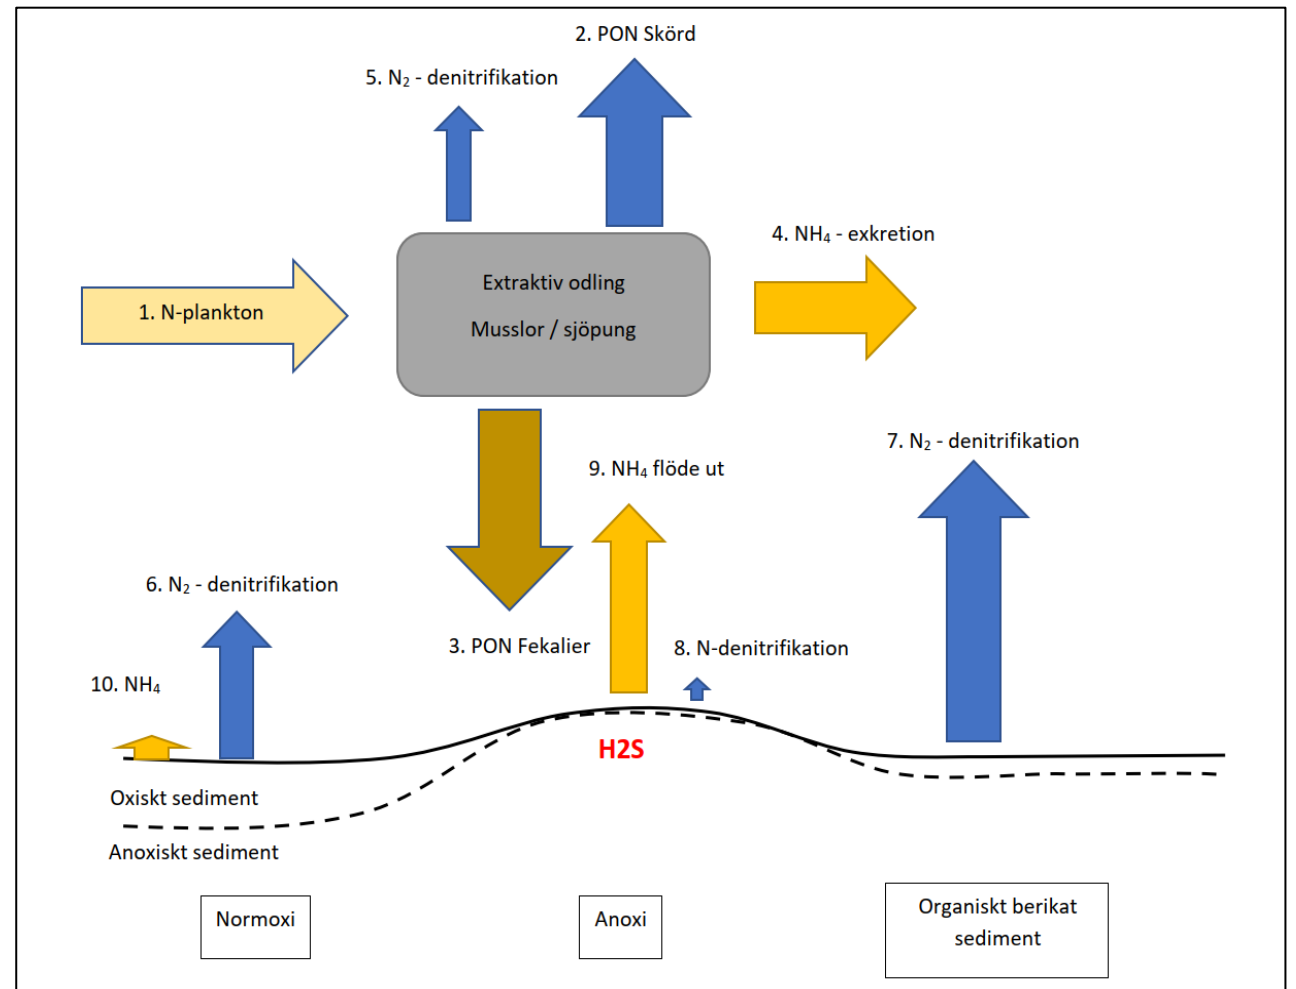 2. PON Skörd
5. N₂ - denitrifikation
4. NH₄ - exkretion
Extraktiv odling
1. N-plankton
Musslor / sjöpung
7. N₂ - denitrifikation
9. NH₄ flöde ut
6. N₂ - denitrifikation
3. PON Fekalier
8. N-denitrifikation
10. NH₄
H2S
Oxiskt sediment
Anoxiskt sediment
Normoxi
Anoxi
Organiskt berikat
sediment